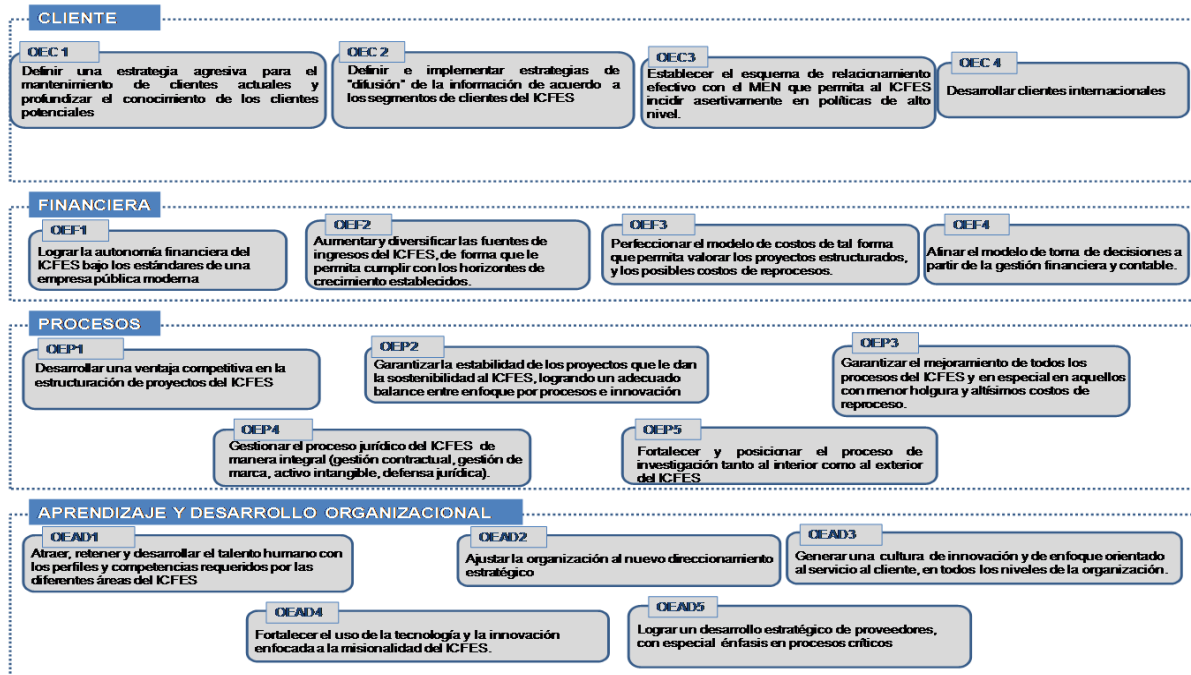 CLIENTE
OEC 1
Definir una estrategia agresiva para el
mantenimiento de clientes actuales y
profundizar el conocimiento de los clientes
potenciales
OEC 2
Definir e implementar estrategias de
"difusión" de la información de acuerdo a
los segmentos de clientes del ICFES
OEC3
Establecer el esquema de relacionamiento
efectivo con el MEN que permita al ICFES
incidir asertivamente en políticas de alto
nivel.
OEC 4
Desarrollar clientes internacionales
FINANCIERA
OEF1
Lograr la autonomía financiera del
ICFES bajo los estándares de una
empresa pública moderna
OEF2
Aumentar y diversificar las fuentes de
ingresos del ICFES, de forma que le
permita cumplir con los horizontes de
crecimiento establecidos.
OEF3
Perfeccionar el modelo de costos de tal forma
que permita valorar los proyectos estructurados,
y los posibles costos de reprocesos.
OEF4
Afinar el modelo de toma de decisiones a
partir de la gestión financiera y contable.
PROCESOS
OEP1
Desarrollar una ventaja competitiva en la
estructuración de proyectos del ICFES
OEP2
Garantizar la estabilidad de los proyectos que le dan
la sostenibilidad al ICFES, logrando un adecuado
balance entre enfoque por procesos e innovación
OEP3
Garantizar el mejoramiento de todos los
procesos del ICFES y en especial en aquellos
con menor holgura y altísimos costos de
reproceso.
OEP4
Gestionar el proceso jurídico del ICFES de
manera integral (gestión contractual, gestión de
marca, activo intangible, defensa jurídica).
OEP5
Fortalecer y posicionar el proceso de
investigación tanto al interior como al exterior
del ICFES
APRENDIZAJE Y DESARROLLO ORGANIZACIONAL
OEAD1
Atraer, retener y desarrollar el talento humano con
los perfiles y competencias requeridos por las
diferentes áreas del ICFES
OEAD2
Ajustar la organización al nuevo direccionamiento
estratégico
OEAD3
Generar una cultura de innovación y de enfoque orientado
al servicio al cliente, en todos los niveles de la organización.
OEAD4
Fortalecer el uso de la tecnología y la innovación
enfocada a la misionalidad del ICFES.
OEAD5
Lograr un desarrollo estratégico de proveedores,
con especial énfasis en procesos críticos